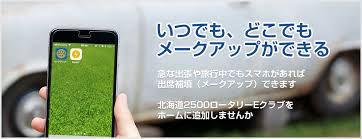 いつでも、どこでも
メークアップができる
急な出張や旅行中でもスマホがあれば
出席補填（メークアップ）できます
北海道2500ロータリーEクラブを
ホームに追加しませんか